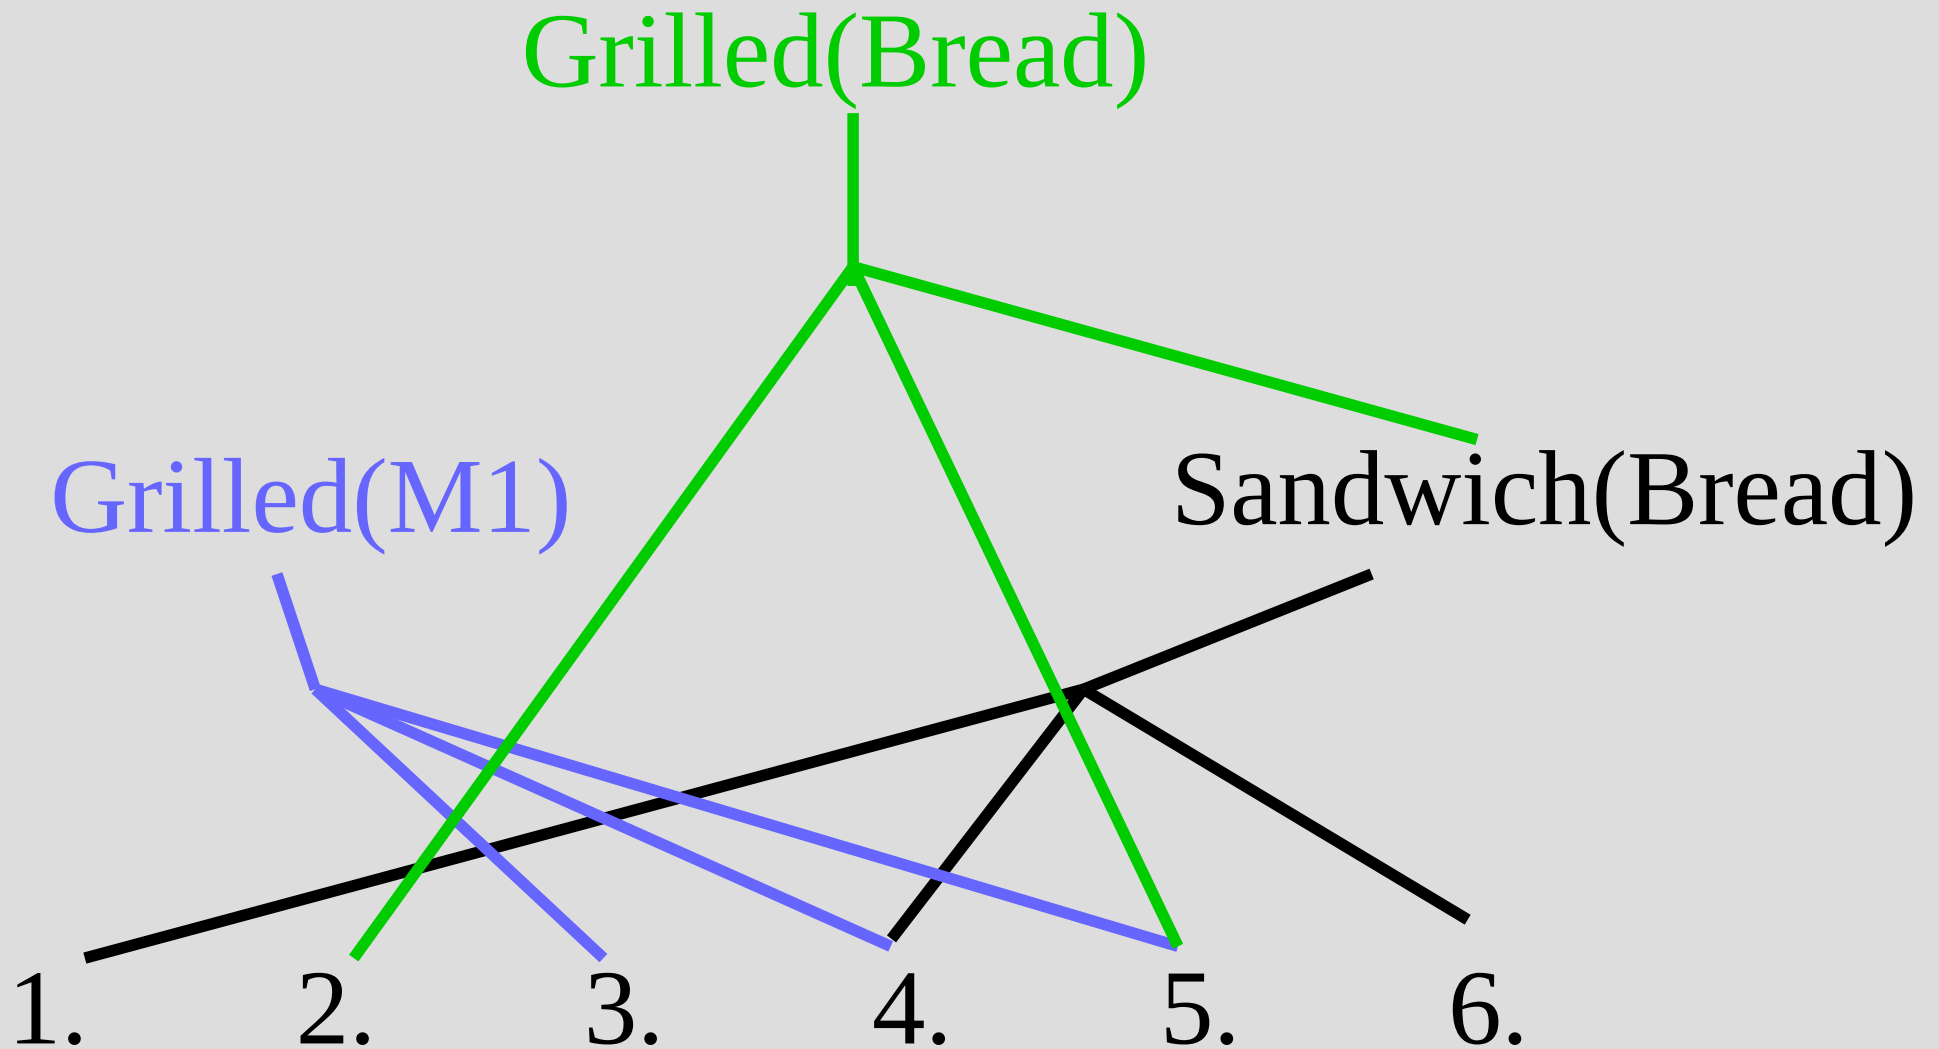 Grilled(Bread)
Grilled(M1)
Sandwich(Bread)
1. 2. 3. 4. 5. 6.